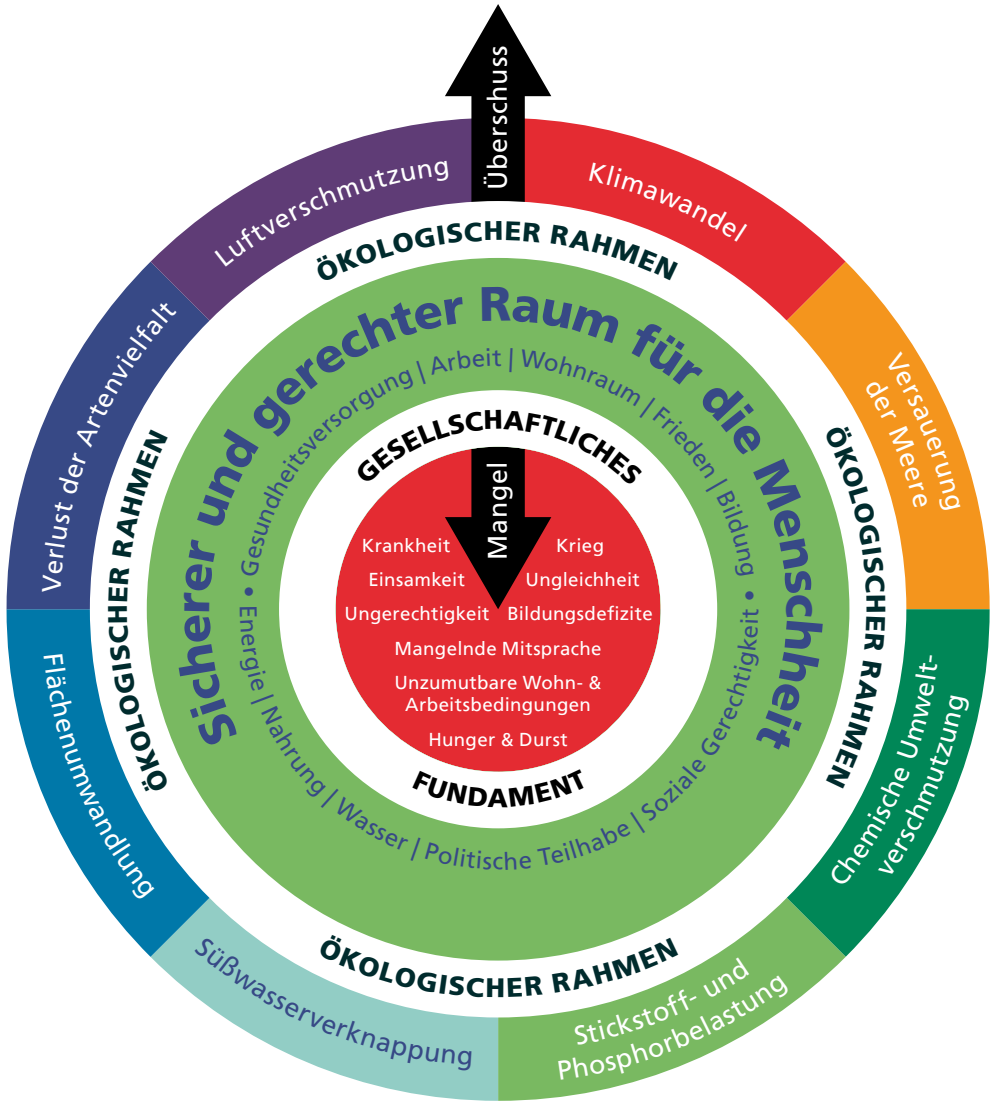 Überschuss
Luftverschmutzung
Klimawandel
Versauerung
der Meere
Chemische Umwelt-
verschmutzung
Stickstoff- und
Phosphorbelastung
Süßwasserverknappung
Flächenumwandlung
Verlust der Artenvielfalt
ÖKOLOGISCHER RAHMEN
ÖKOLOGISCHER RAHMEN
ÖKOLOGISCHER RAHMEN
ÖKOLOGISCHER RAHMEN
Sicherer und gerechter Raum für die Menschheit
• Gesundheitsversorgung | Arbeit | Wohnraum | Frieden | Bildung •
Energie | Nahrung | Wasser | Politische Teilhabe | Soziale Gerechtigkeit
GESELLSCHAFTLICHES
Mangel
Krankheit
Krieg
Einsamkeit
Ungleichheit
Ungerechtigkeit
Bildungsdefizite
Mangelnde Mitsprache
Unzumutbare Wohn- &
Arbeitsbedingungen
Hunger & Durst
FUNDAMENT